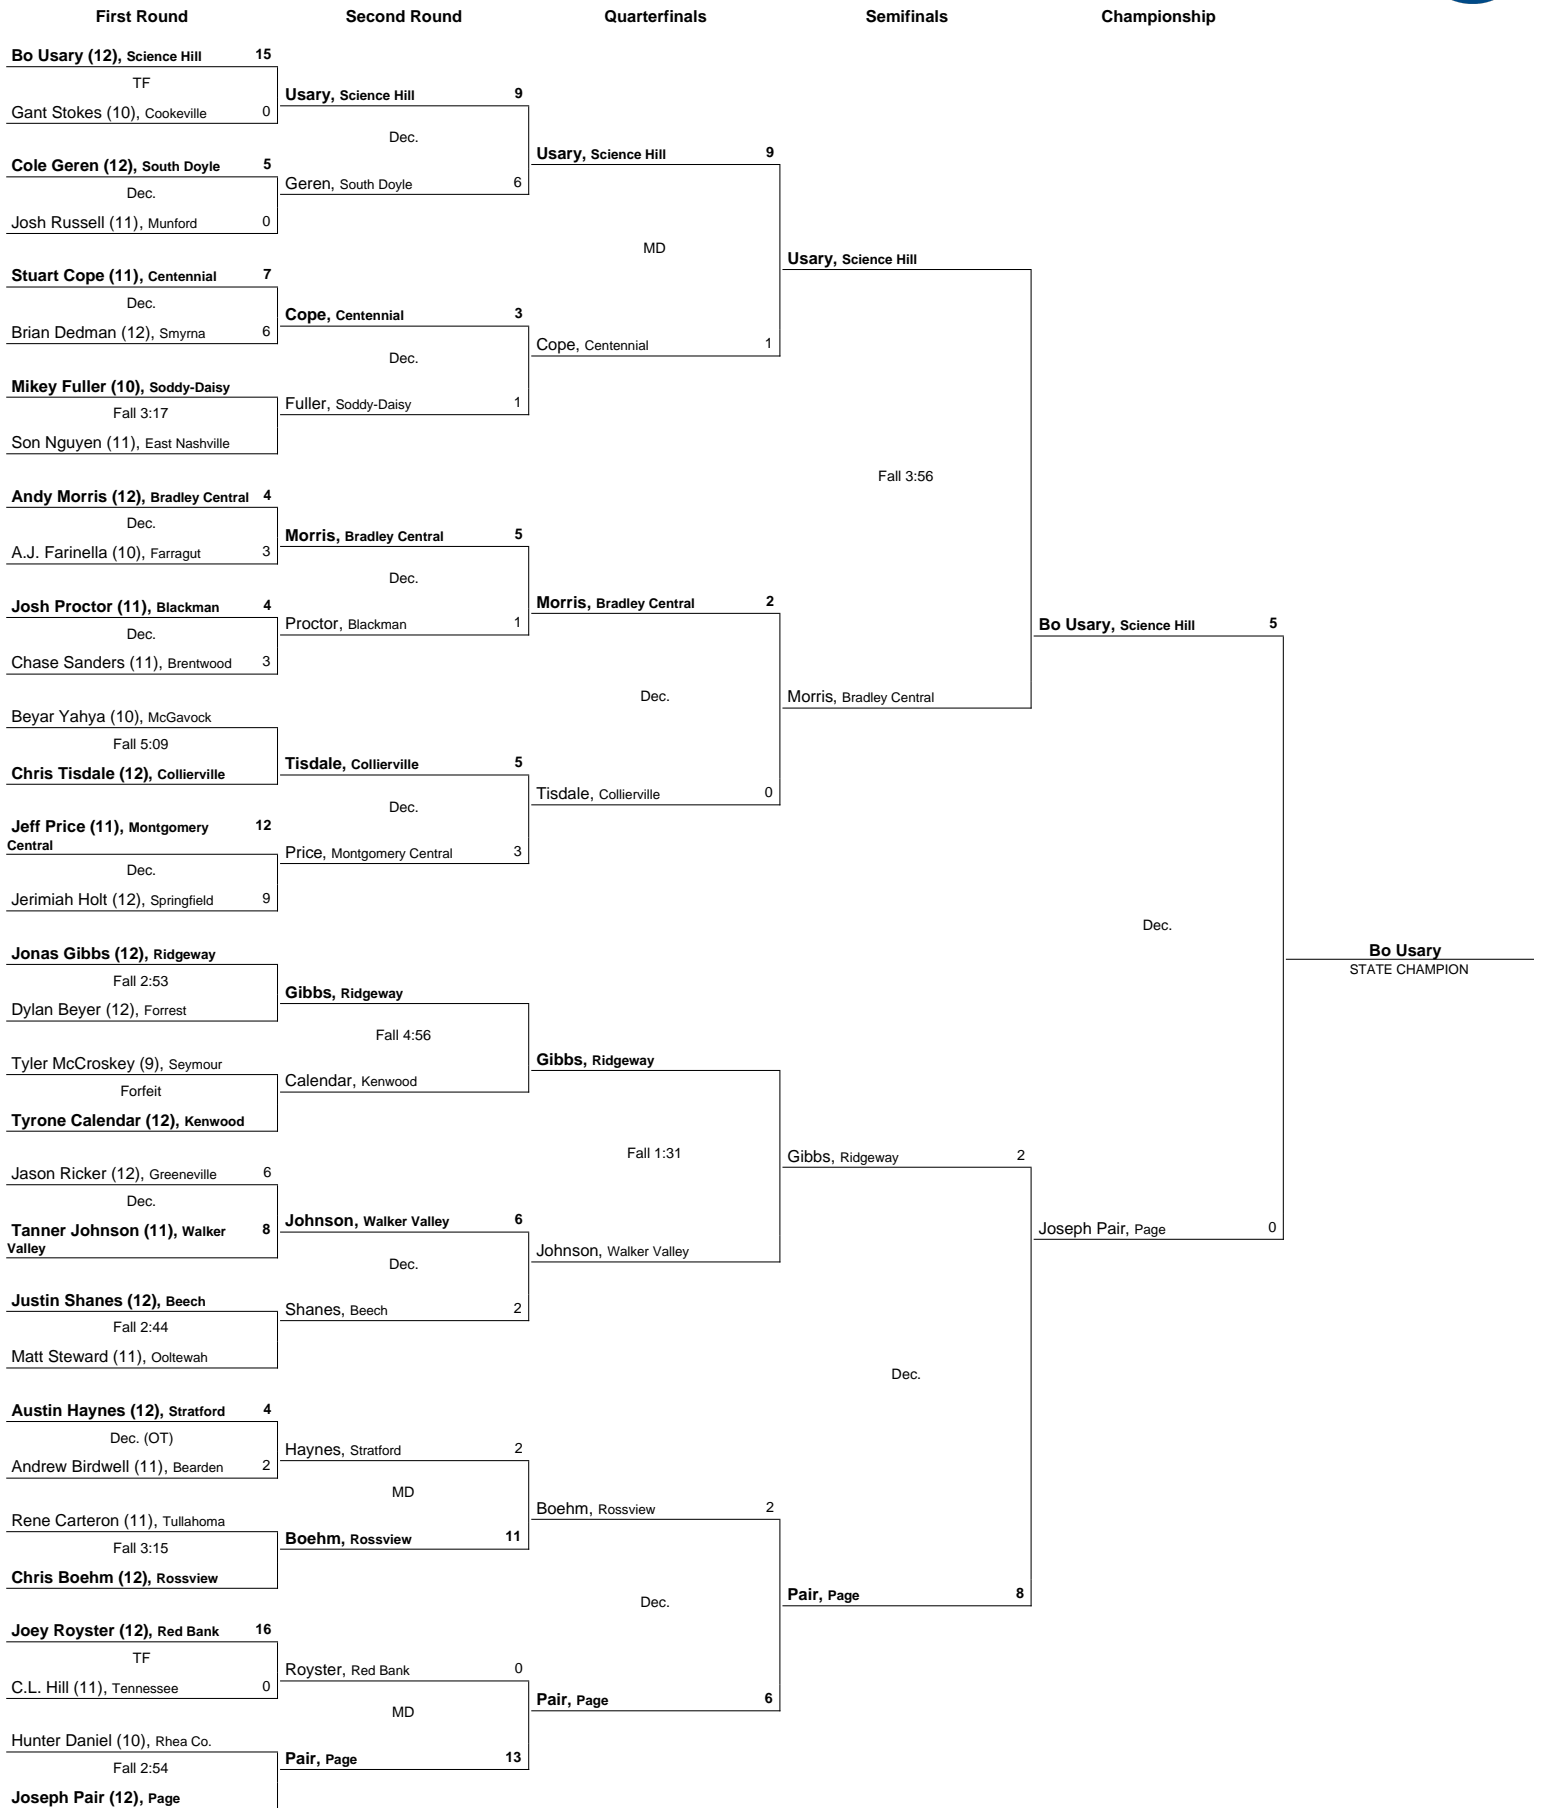 First Round
Second Round
Quarterfinals
Semifinals
Championship
Bo Usary (12), Science Hill 15
TF
Gant Stokes (10), Cookeville 0
Cole Geren (12), South Doyle 5
Dec.
Josh Russell (11), Munford 0
Stuart Cope (11), Centennial 7
Dec.
Brian Dedman (12), Smyrna 6
Mikey Fuller (10), Soddy-Daisy
Fall 3:17
Son Nguyen (11), East Nashville
Andy Morris (12), Bradley Central 4
Dec.
A.J. Farinella (10), Farragut 3
Josh Proctor (11), Blackman 4
Dec.
Chase Sanders (11), Brentwood 3
Beyar Yahya (10), McGavock
Fall 5:09
Chris Tisdale (12), Collierville
Jeff Price (11), Montgomery 12
Central
Dec.
Jerimiah Holt (12), Springfield 9
Jonas Gibbs (12), Ridgeway
Fall 2:53
Dylan Beyer (12), Forrest
Tyler McCroskey (9), Seymour
Forfeit
Tyrone Calendar (12), Kenwood
Jason Ricker (12), Greeneville 6
Dec.
Tanner Johnson (11), Walker 8
Valley
Justin Shanes (12), Beech
Fall 2:44
Matt Steward (11), Ooltewah
Austin Haynes (12), Stratford 4
Dec. (OT)
Andrew Birdwell (11), Bearden 2
Rene Carteron (11), Tullahoma
Fall 3:15
Chris Boehm (12), Rossview
Joey Royster (12), Red Bank 16
TF
C.L. Hill (11), Tennessee 0
Hunter Daniel (10), Rhea Co.
Fall 2:54
Joseph Pair (12), Page
Usary, Science Hill 9
Dec.
Geren, South Doyle 6
Cope, Centennial 3
Dec.
Fuller, Soddy-Daisy 1
Morris, Bradley Central 5
Dec.
Proctor, Blackman 1
Tisdale, Collierville 5
Dec.
Price, Montgomery Central 3
Gibbs, Ridgeway
Fall 4:56
Calendar, Kenwood
Johnson, Walker Valley 6
Dec.
Shanes, Beech 2
Haynes, Stratford 2
MD
Boehm, Rossview 11
Royster, Red Bank 0
MD
Pair, Page 13
Usary, Science Hill 9
MD
Cope, Centennial 1
Morris, Bradley Central 2
Dec.
Tisdale, Collierville 0
Gibbs, Ridgeway
Fall 1:31
Johnson, Walker Valley
Boehm, Rossview 2
Dec.
Pair, Page 6
Usary, Science Hill
Fall 3:56
Morris, Bradley Central
Gibbs, Ridgeway 2
Dec.
Pair, Page 8
Bo Usary, Science Hill 5
Dec.
Joseph Pair, Page 0
Bo Usary
STATE CHAMPION